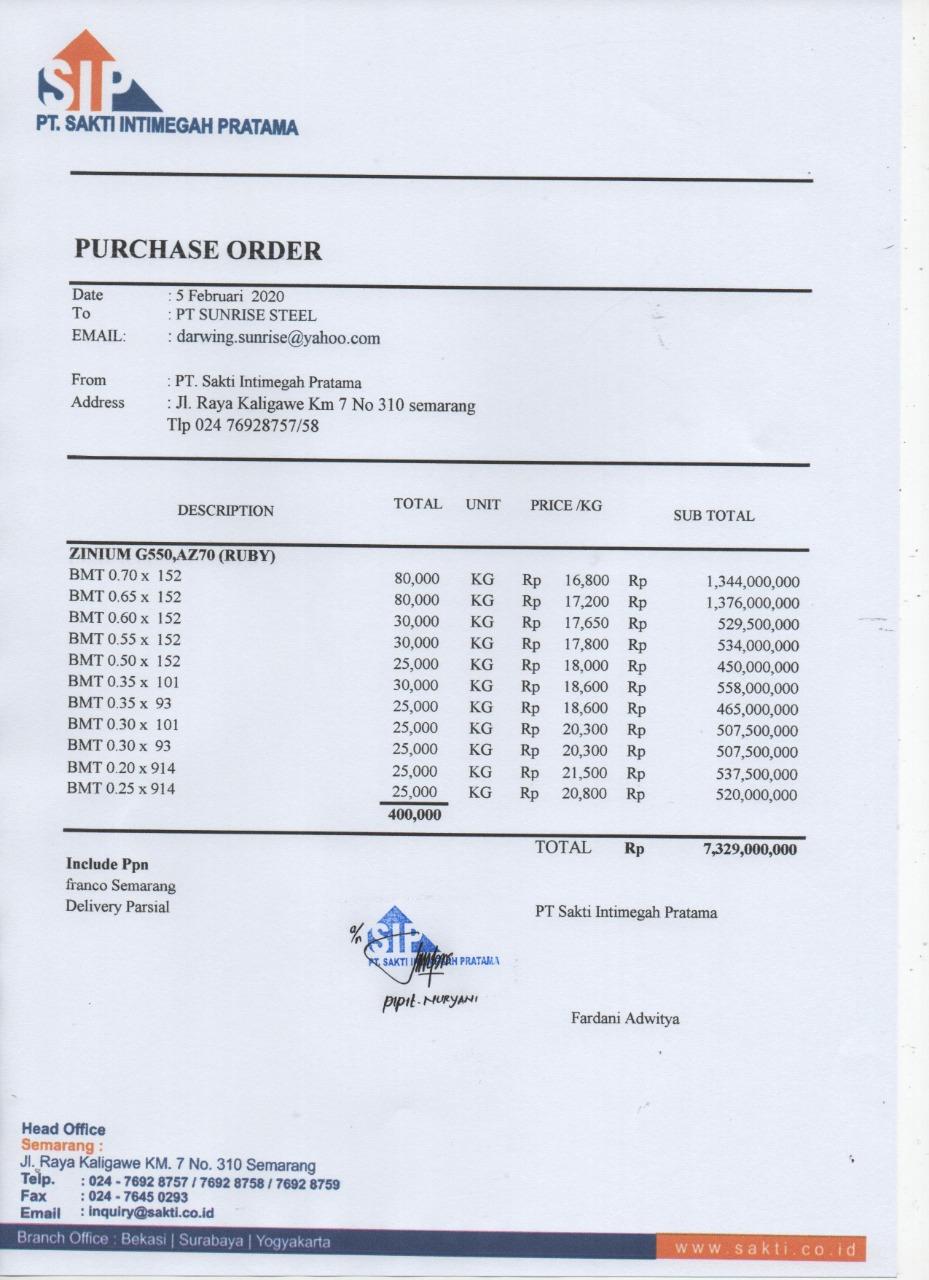 SIP
PT. SAKTI INTIMEGAH PRATAMA
PURCHASE ORDER
Date : 5 Februari 2020
To : PT SUNRISE STEEL
EMAIL: : darwing.sunrise@yahoo.com
From : PT. Sakti Intimegah Pratama
Address : Jl. Raya Kaligawe Km 7 No 310 semarang
Tlp 024 76928757/58
DESCRIPTION TOTAL UNIT PRICE /KG SUB TOTAL
ZINIUM G550,AZ70 (RUBY)
BMT 0.70 x 152 80,000 KG Rp 16,800 Rp 1,344,000,000
BMT 0.65 x 152 80,000 KG Rp 17,200 Rp 1,376,000,000
BMT 0.60 x 152 30,000 KG Rp 17,650 Rp 529,500,000
BMT 0.55 x 152 30,000 KG Rp 17,800 Rp 534,000,000
BMT 0.50 x 152 25,000 KG Rp 18,000 Rp 450,000,000
BMT 0.35 x 101 30,000 KG Rp 18,600 Rp 558,000,000
BMT 0.35 x 93 25,000 KG Rp 18,600 Rp 465,000,000
BMT 0.30 x 101 25,000 KG Rp 20,300 Rp 507,500,000
BMT 0.30 x 93 25,000 KG Rp 20,300 Rp 507,500,000
BMT 0.20 x 914 25,000 KG Rp 21,500 Rp 537,500,000
BMT 0.25 x 914 25,000 KG Rp 20,800 Rp 520,000,000
400,000
TOTAL Rp 7,329,000,000
Include Ppn
franco Semarang
Delivery Parsial
PT Sakti Intimegah Pratama
a/n
SIP
PT. SAKTI PRATAMA
pipit. NURYANI
Fardani Adwitya
Head Office
Semarang :
Jl. Raya Kaligawe KM. 7 No. 310 Semarang
Telp. : 024 - 7692 8757 / 7692 8758 / 7692 8759
Fax : 024 - 7645 0293
Email : inquiry@sakti.co.id
Branch Office : Bekasi | Surabaya | Yogyakarta
www.sakti.co.id